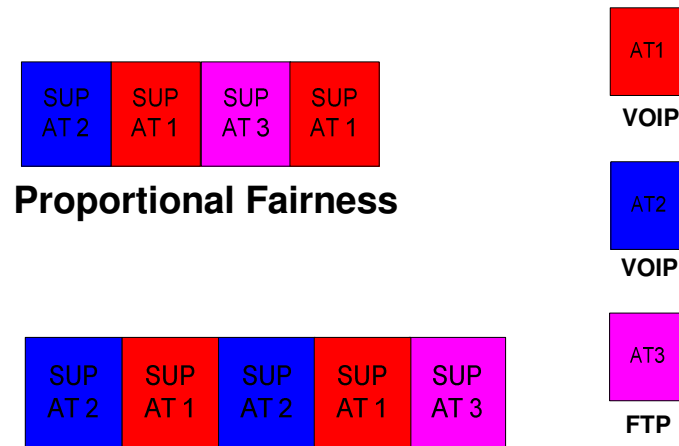 SUP SUP SUP SUP
AT 2 AT 1 AT 3 AT 1
Proportional Fairness
SUP SUP SUP SUP SUP
AT 2 AT 1 AT 2 AT 1 AT 3
AT1
VOIP
AT2
VOIP
AT3
FTP